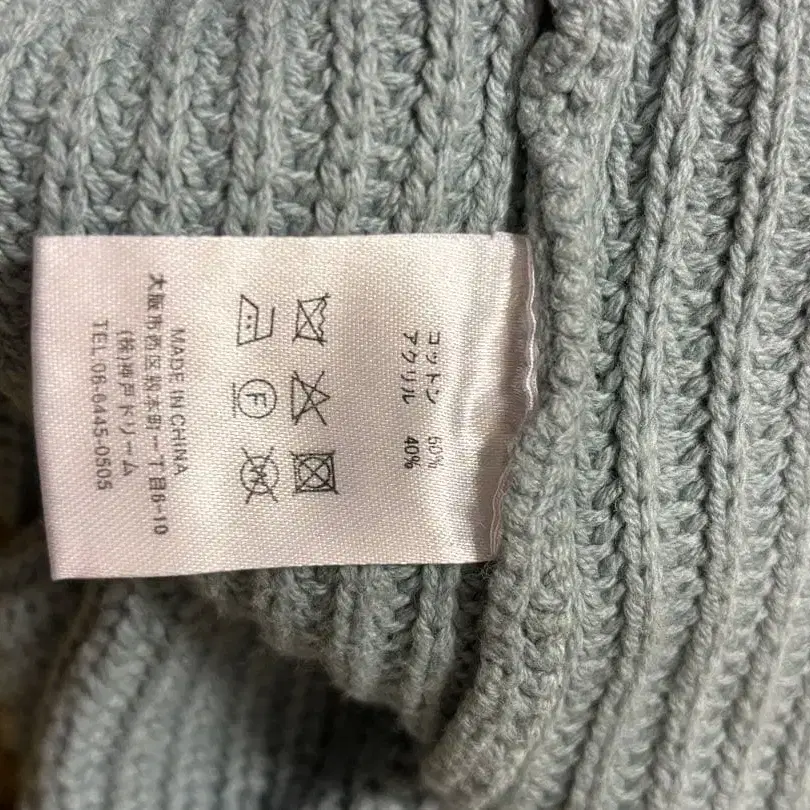 コットン 60%
アクリル 40%
F
MADE IN CHINA
大阪市西区靭本町一丁目6-10
(株)神戸ドリーム
TEL 06-6445-0505